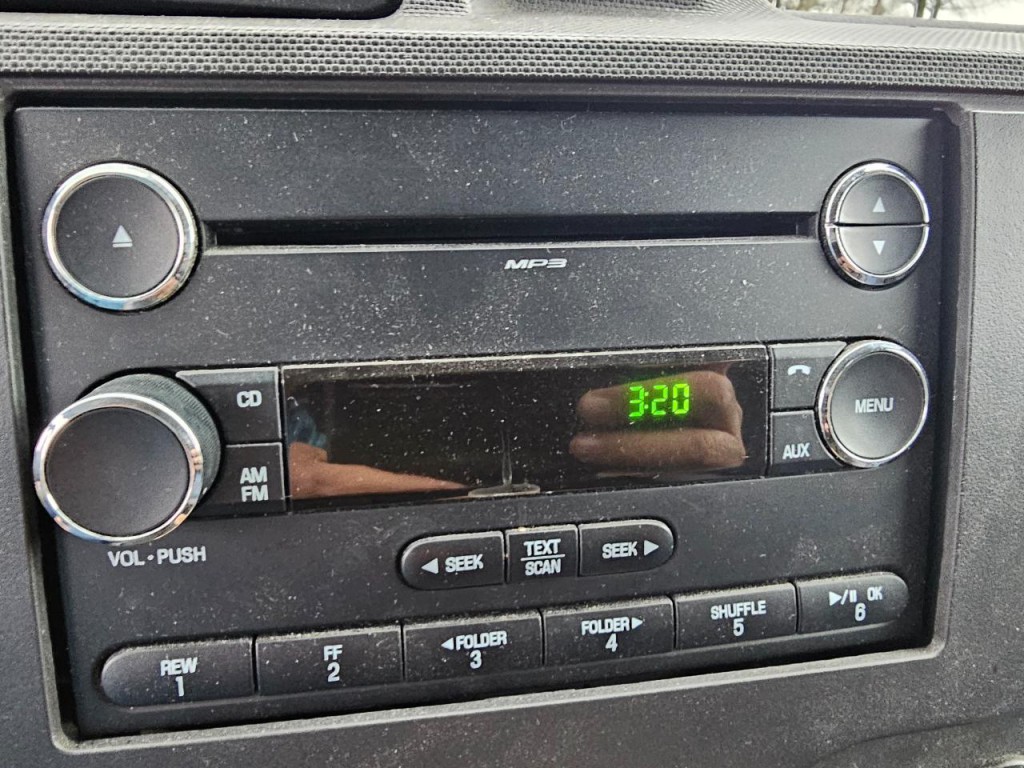 MP3
3:20
CD
MENU
AUX
AM
FM
VOL • PUSH
◀ SEEK
TEXT
SCAN
SEEK ▶
REW
1
FF
2
◀FOLDER
3
FOLDER▶
4
SHUFFLE
5
▶/II OK
6